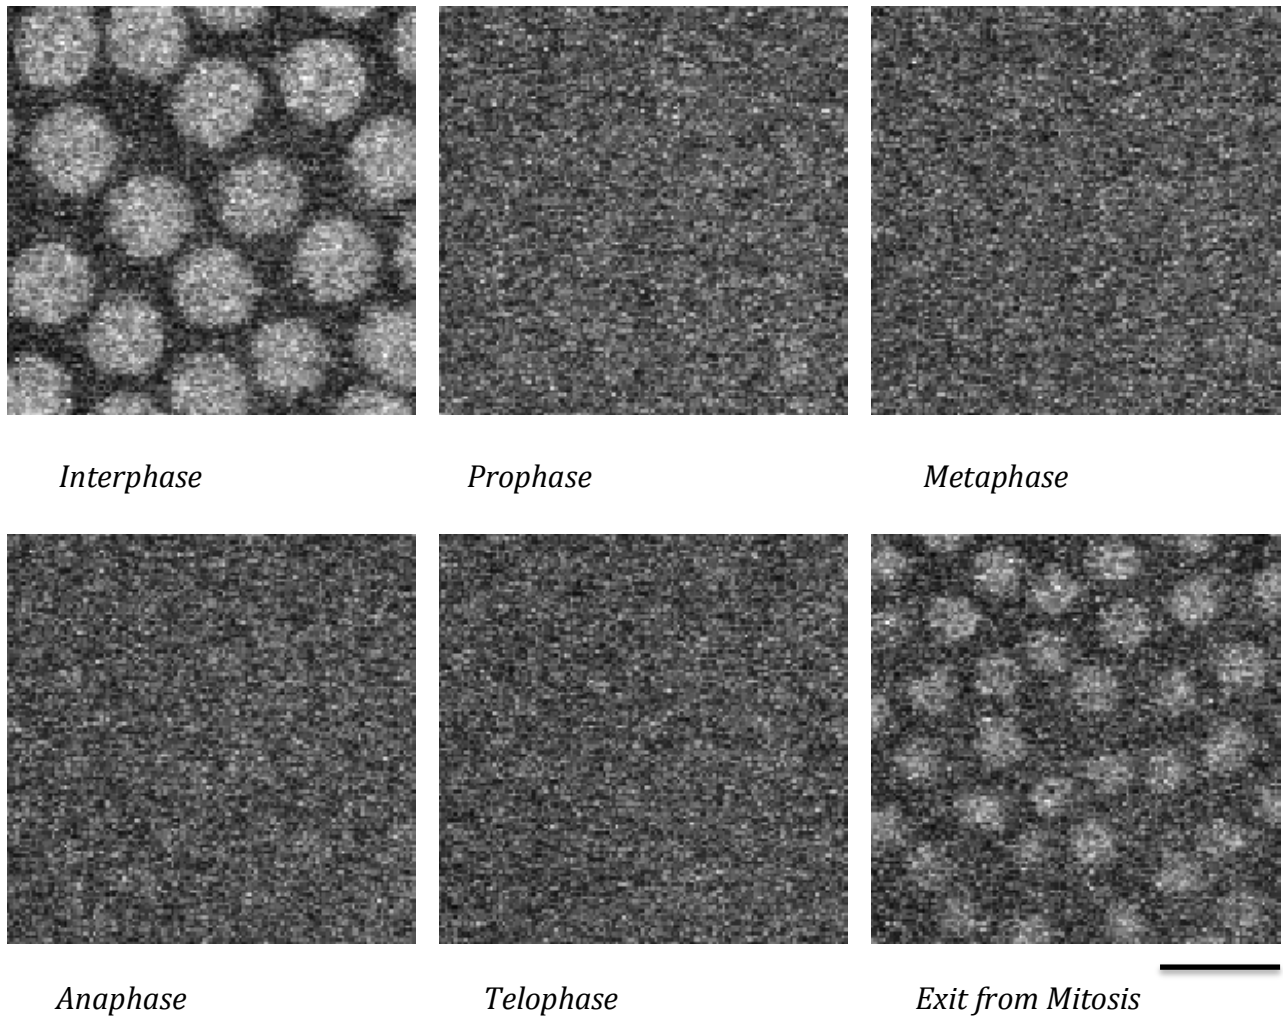 Interphase
Prophase
Metaphase
Anaphase
Telophase
Exit from Mitosis